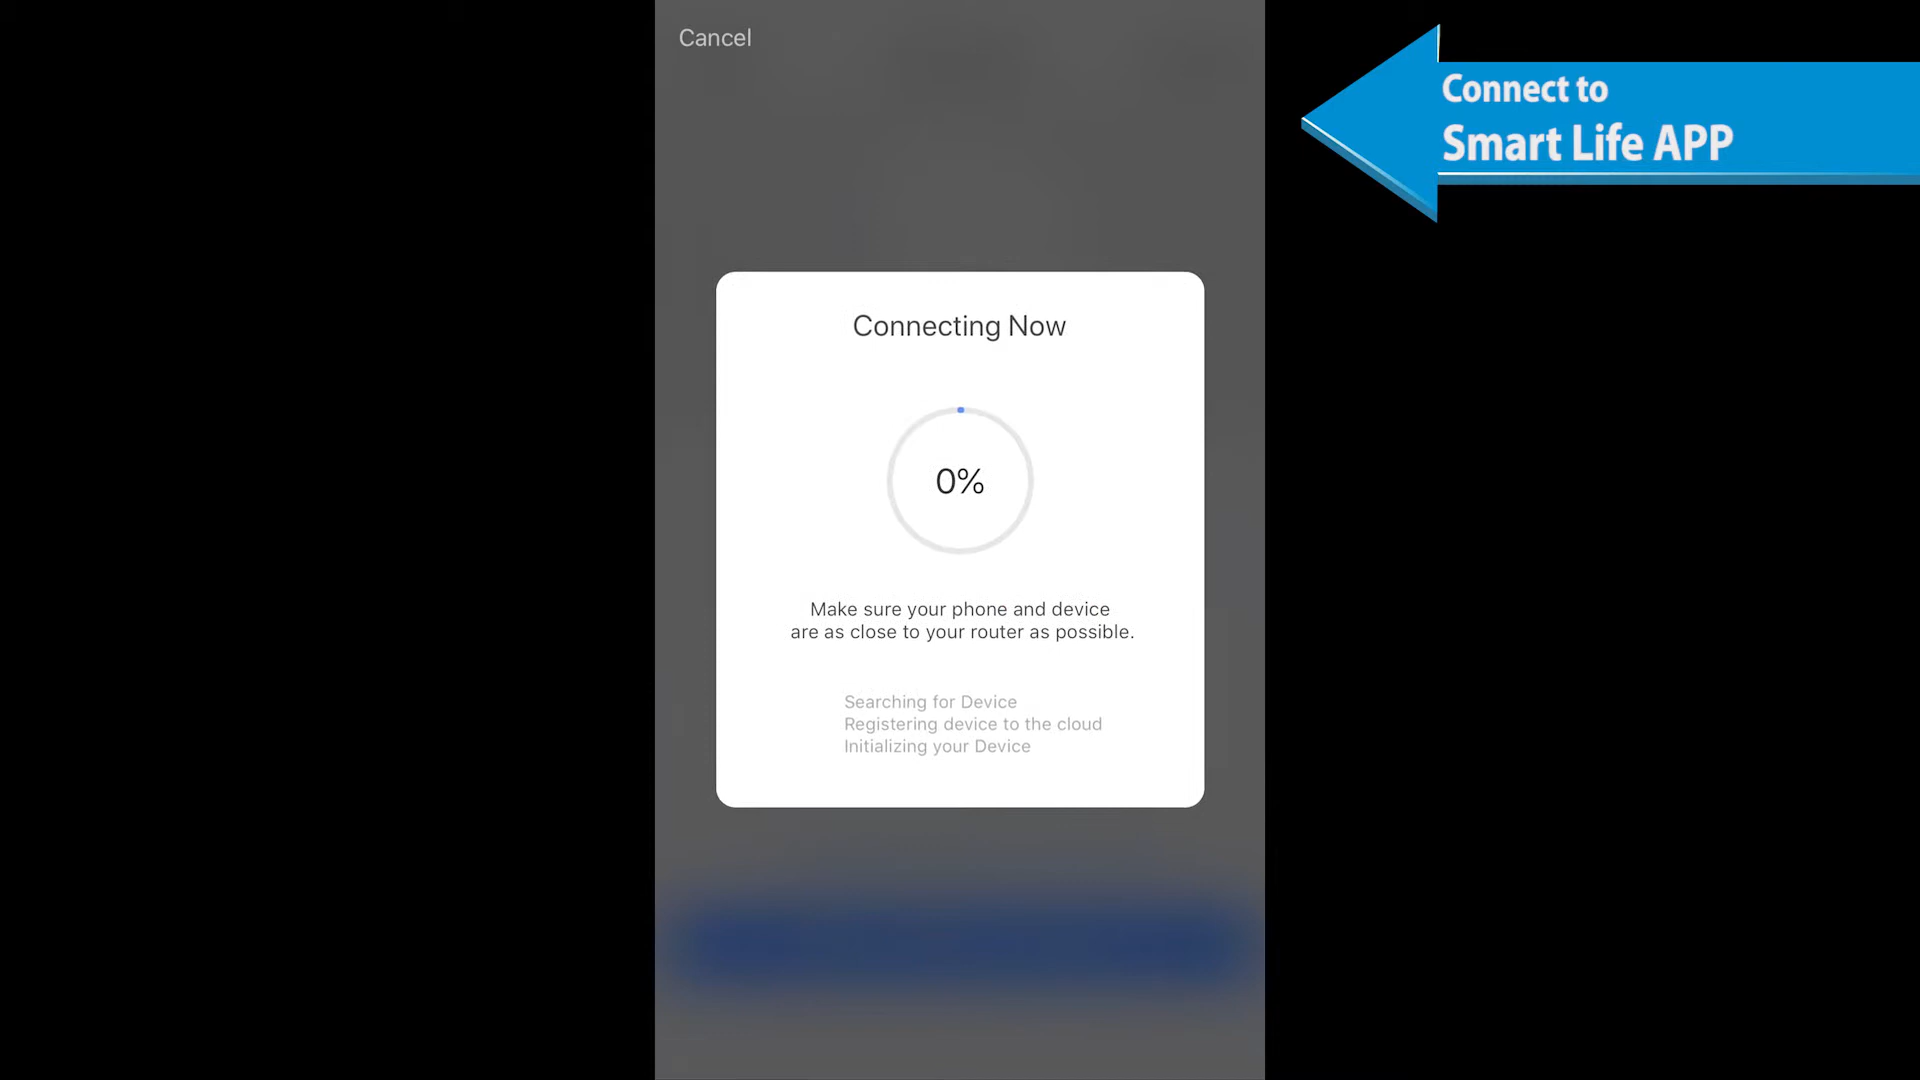 Cancel
Connect to
Smart Life APP
Connecting Now
0%
Make sure your phone and device
are as close to your router as possible.
Searching for Device
Registering device to the cloud
Initializing your Device